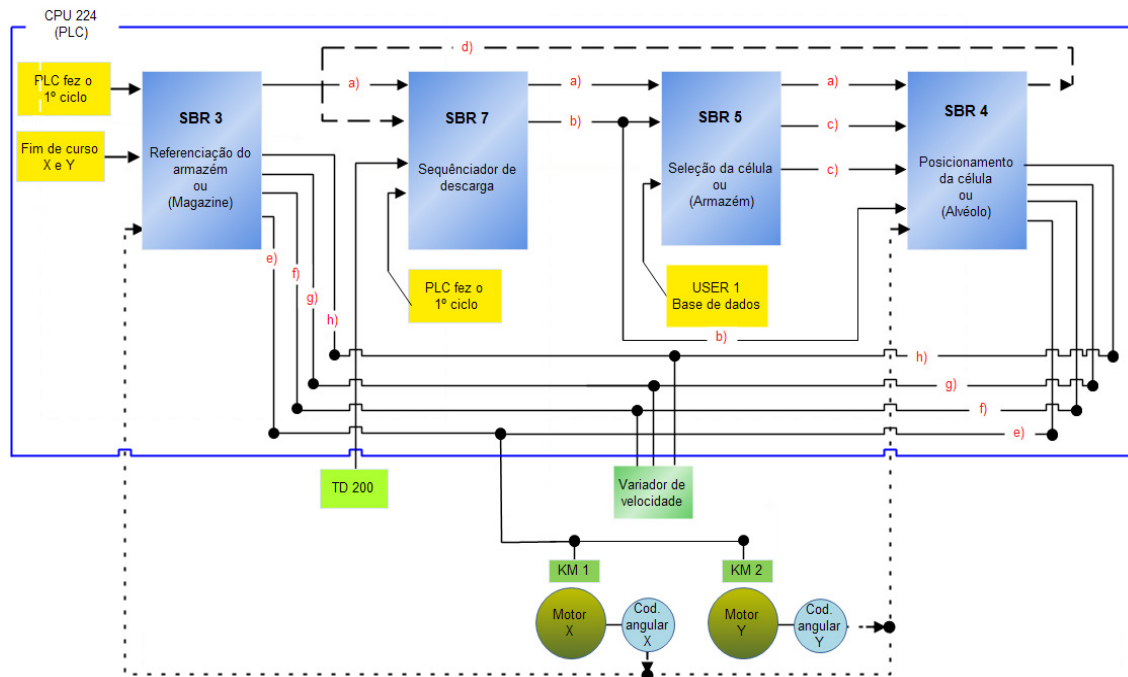 CPU 224
(PLC)
PLC fez o
1º ciclo
Fim de curso
X e Y
SBR 3
Referenciação do
armazém
ou
(Magazine)
a)
d)
SBR 7
Sequênciador de
descarga
a)
b)
SBR 5
Seleção da célula
ou
(Armazém)
a)
c)
c)
SBR 4
Posicionamento
da célula
ou
(Alvéolo)
e)
f)
g)
h)
PLC fez o
1º ciclo
USER 1
Base de dados
b)
h)
g)
f)
e)
TD 200
Variador de
velocidade
KM 1
KM 2
Motor
X
Cod.
angular
X
Motor
Y
Cod.
angular
Y